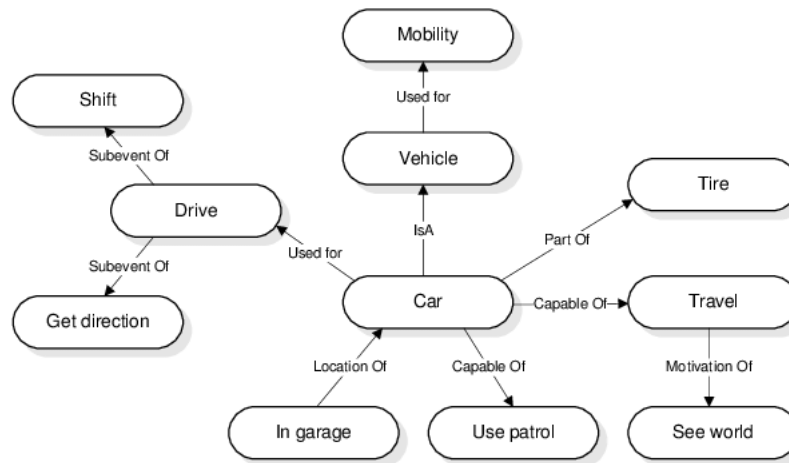 Mobility
Shift
Used for
Subevent Of
Vehicle
Tire
Drive
IsA
Part Of
Used for
Subevent Of
Get direction
Car
Capable Of
Travel
Location Of
Capable Of
Motivation Of
In garage
Use patrol
See world